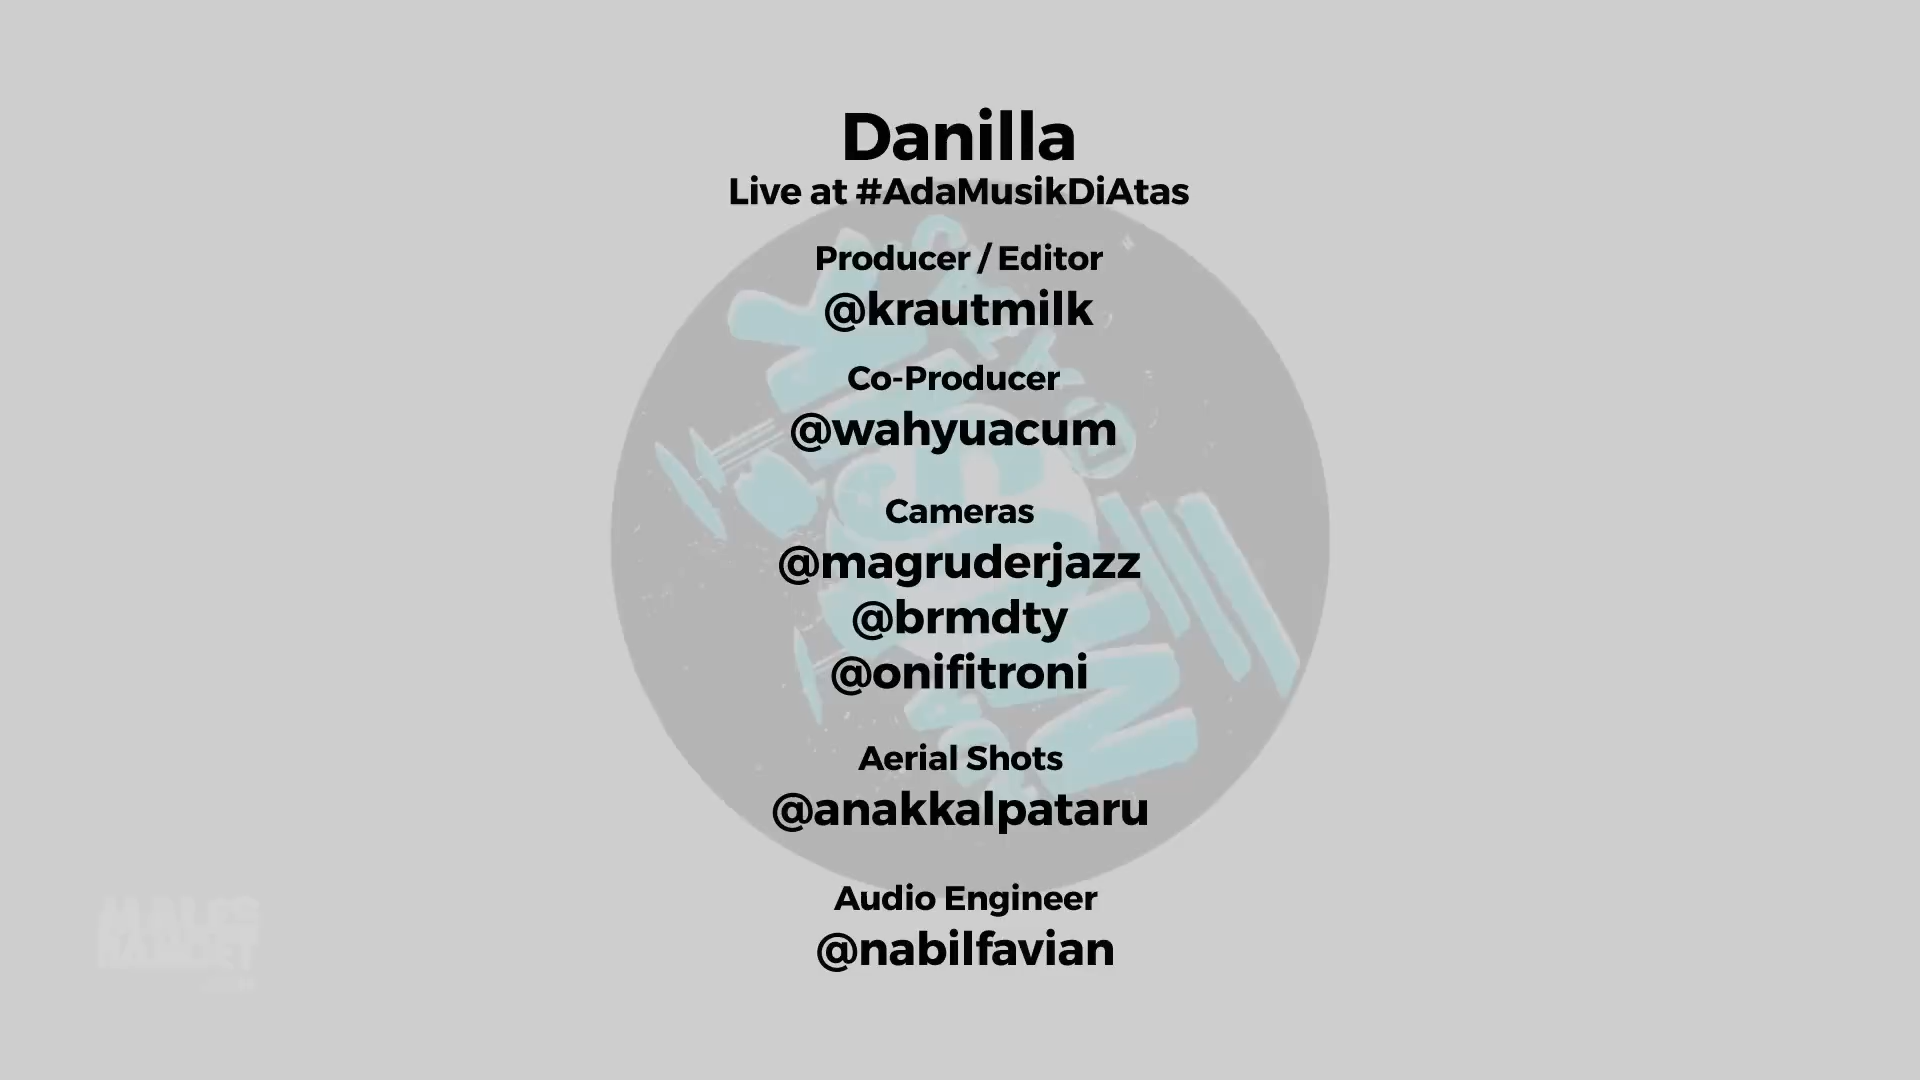 Danilla
Live at #AdaMusikDiAtas
Producer / Editor
@krautmilk
Co-Producer
@wahyuacum
Cameras
@magruderjazz
@brmdty
@onifitroni
Aerial Shots
@anakkalpataru
Audio Engineer
@nabilfavian